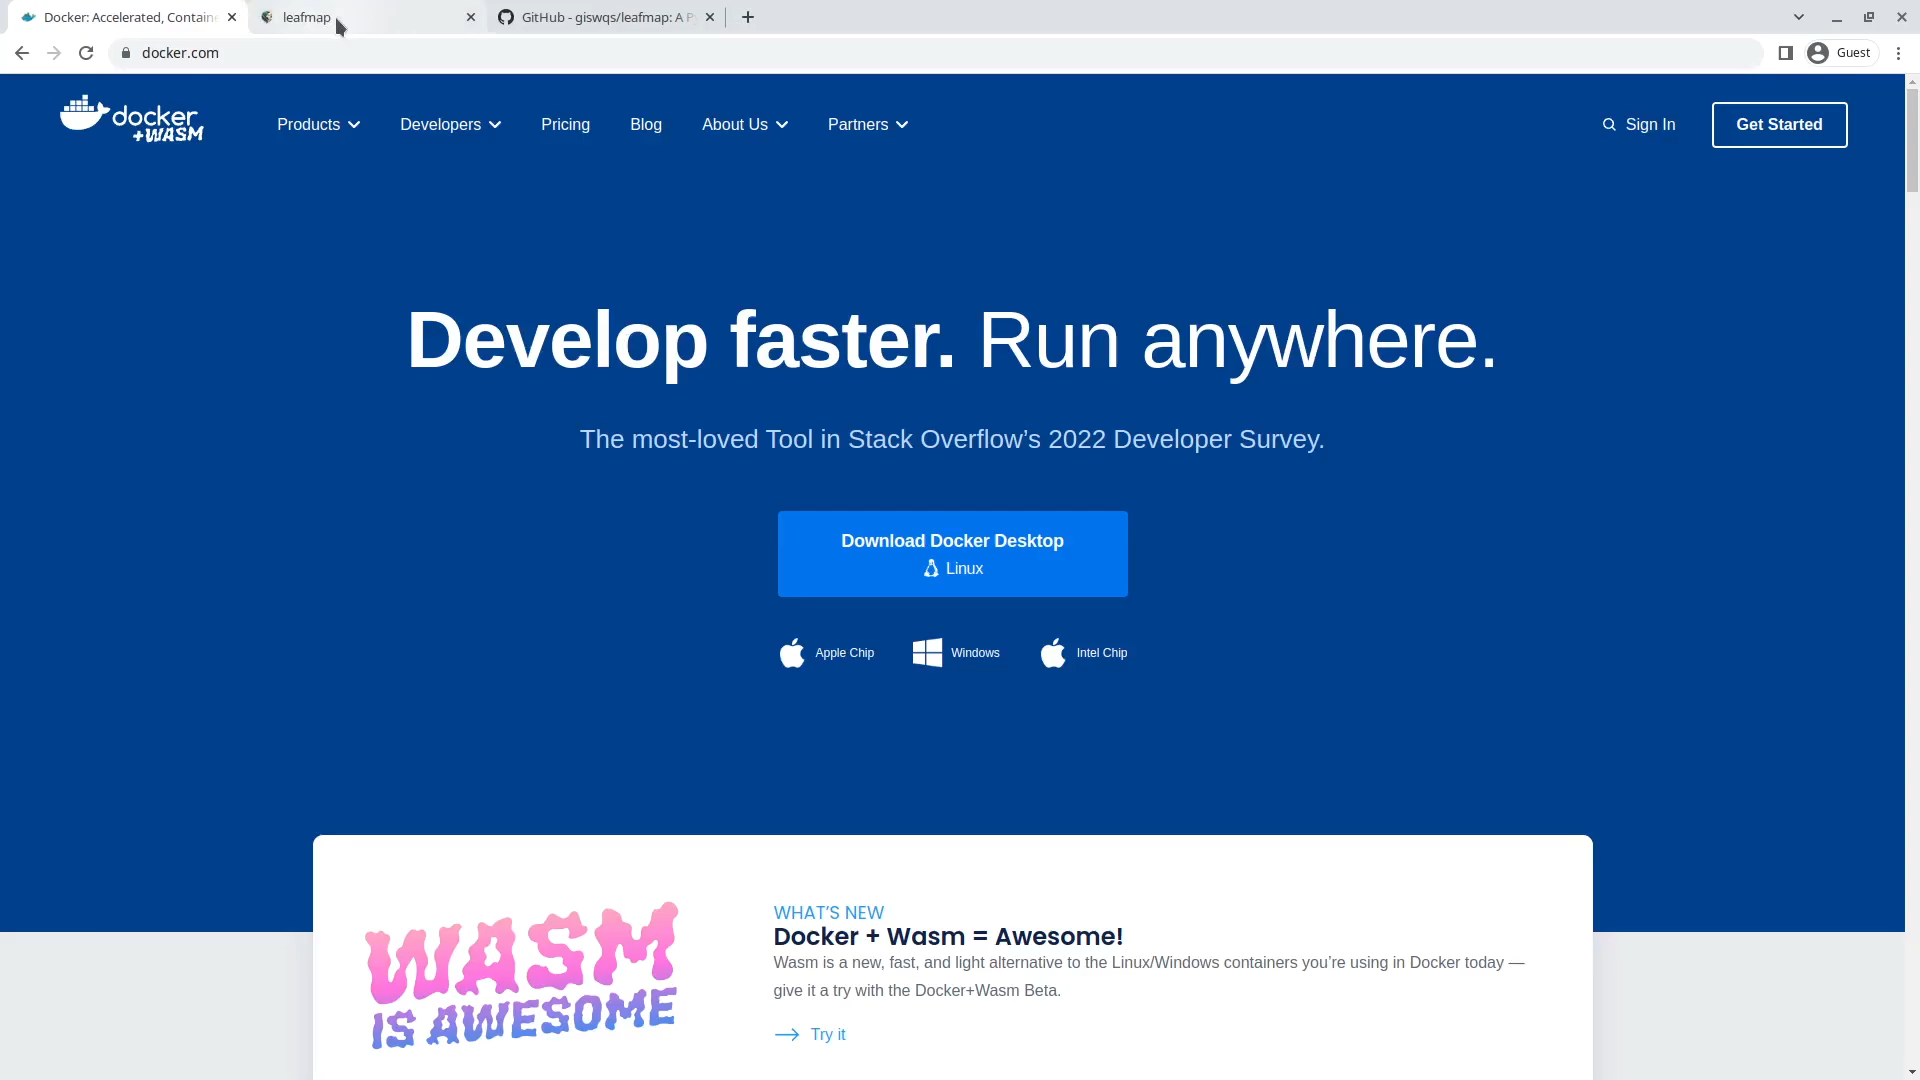 Docker: Accelerated, Containe
leafmap
GitHub - giswqs/leafmap: A P
docker.com
Guest
docker
+WASM
Products
Developers
Pricing
Blog
About Us
Partners
Sign In
Get Started
Develop faster. Run anywhere.
The most-loved Tool in Stack Overflow’s 2022 Developer Survey.
Download Docker Desktop
Linux
Apple Chip
Windows
Intel Chip
WASM
IS AWESOME
WHAT’S NEW
Docker + Wasm = Awesome!
Wasm is a new, fast, and light alternative to the Linux/Windows containers you’re using in Docker today —
give it a try with the Docker+Wasm Beta.
Try it